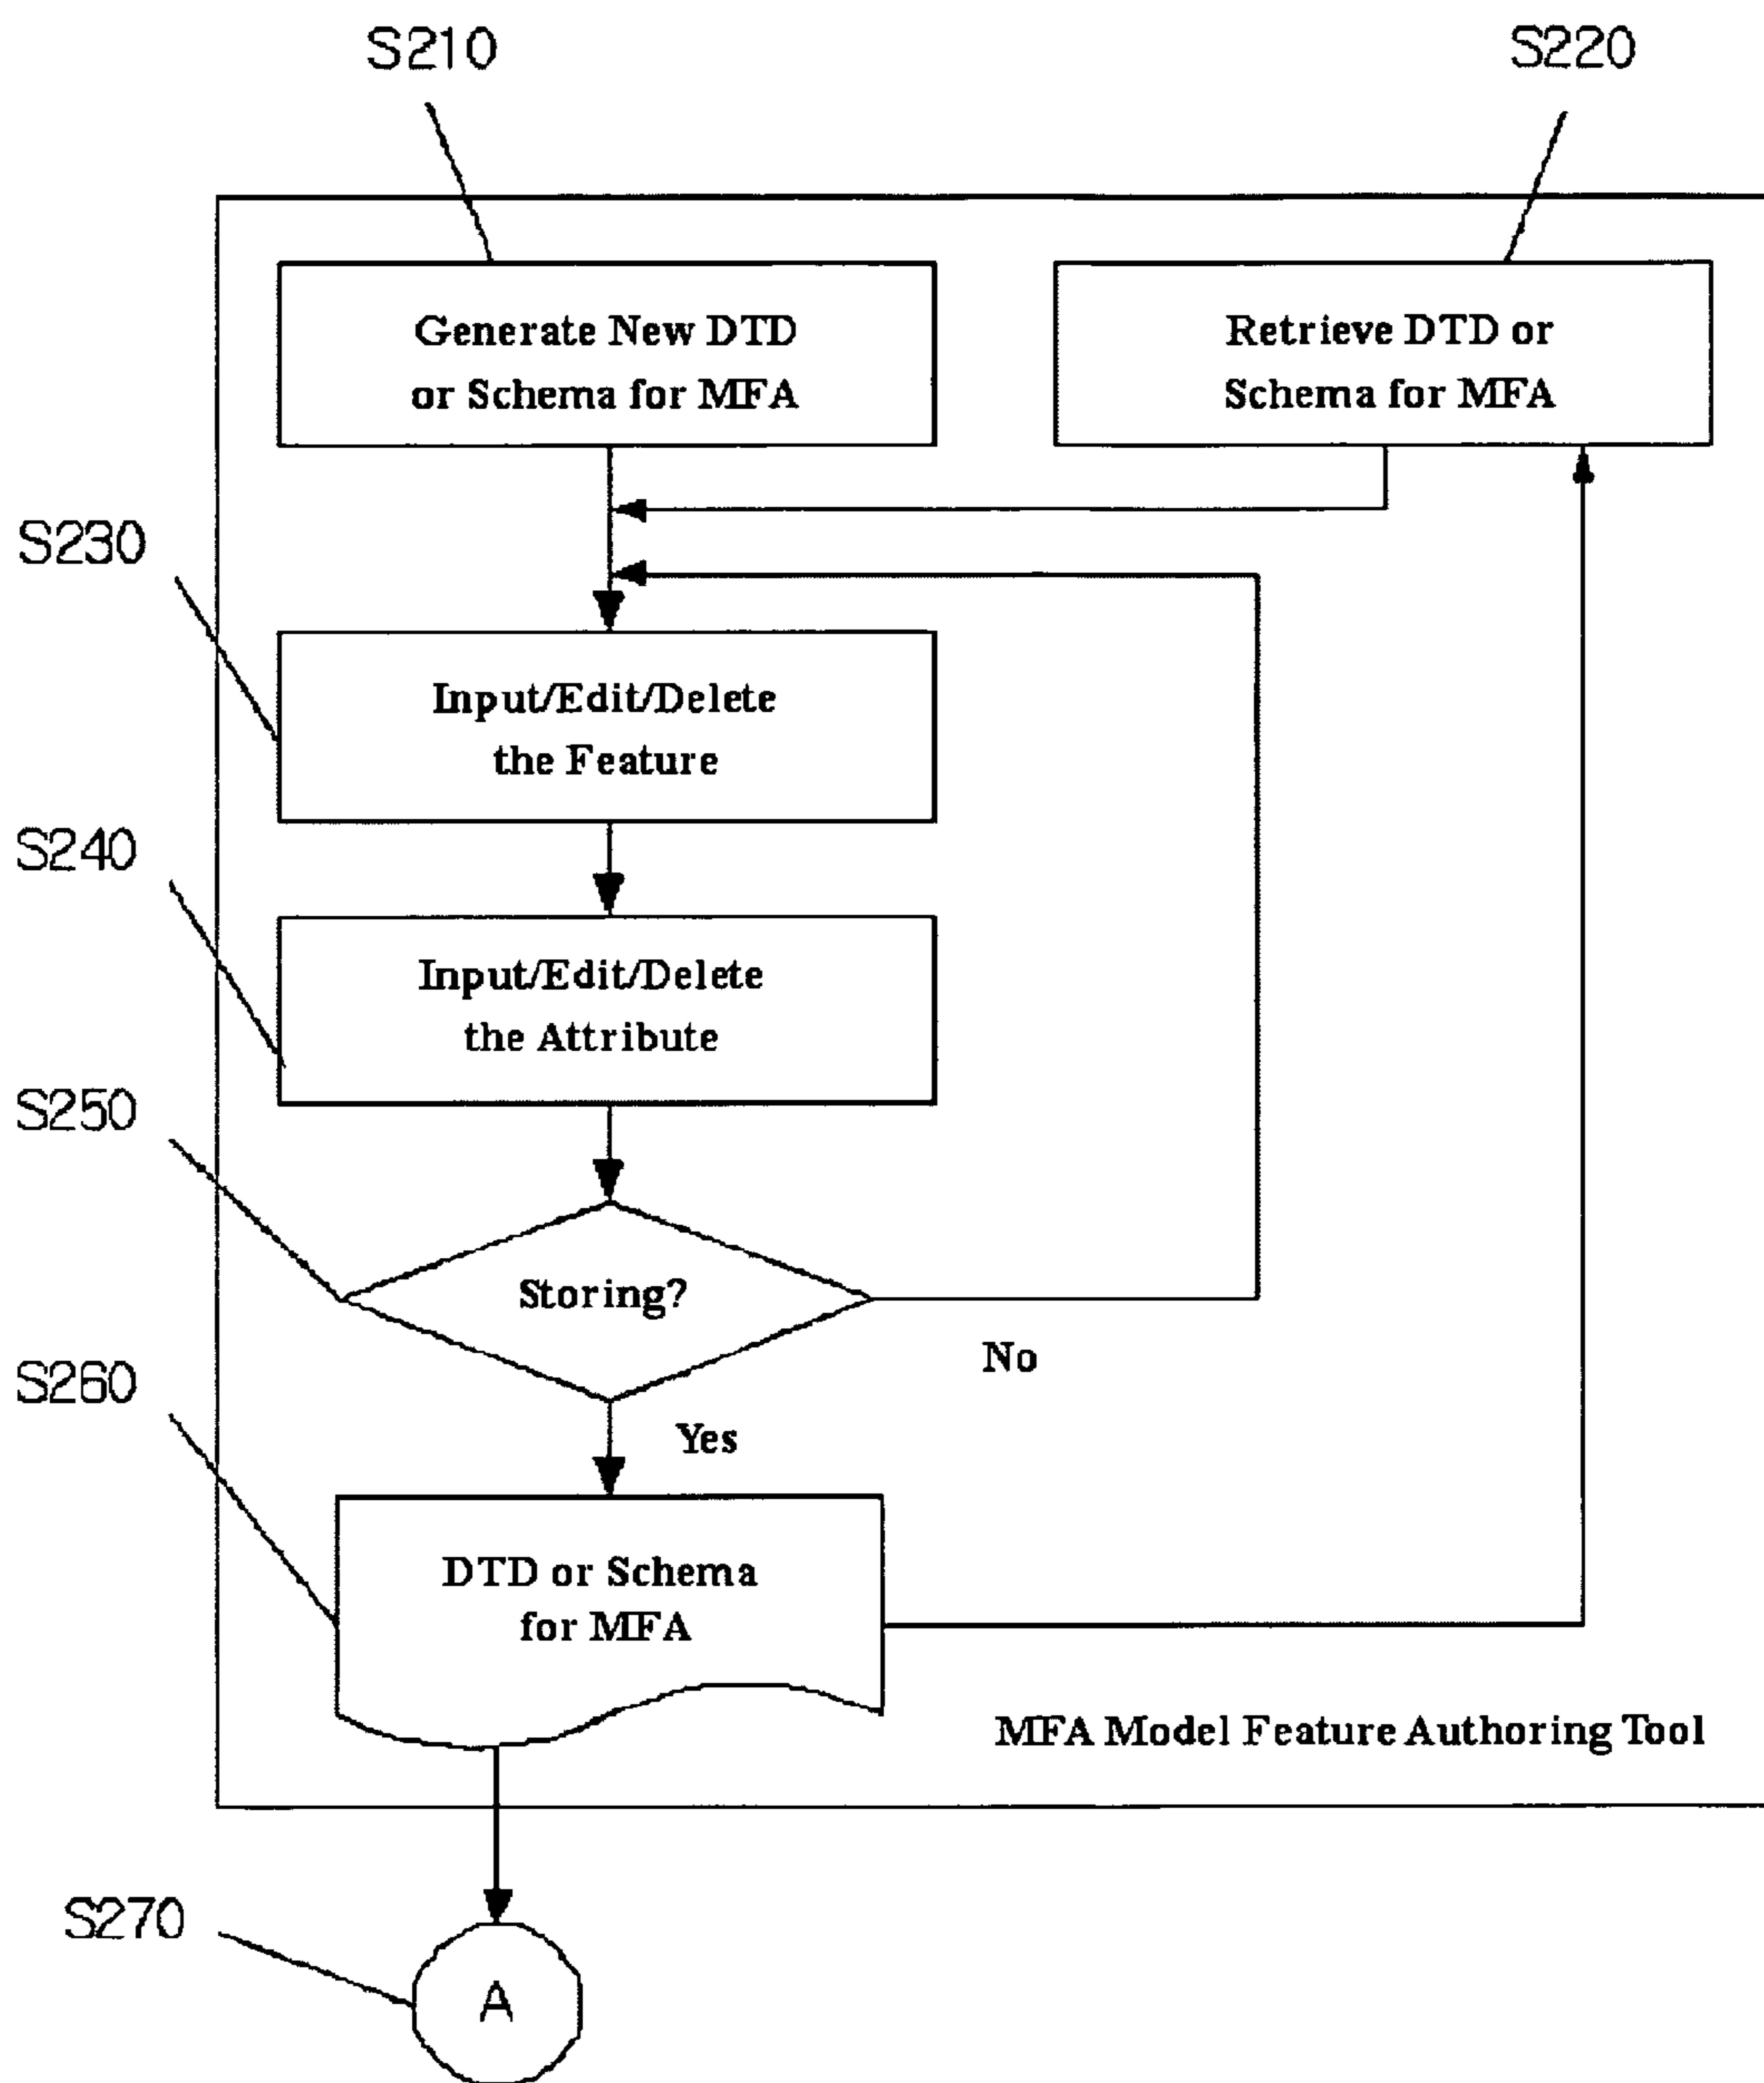 S210
S220
Generate New DTD
or Schema for MFA
Retrieve DTD or
Schema for MFA
S230
Input/Edit/Delete
the Feature
S240
Input/Edit/Delete
the Attribute
S250
Storing?
No
S260
Yes
DTD or Schema
for MFA
MFA Model Feature Authoring Tool
S270
A